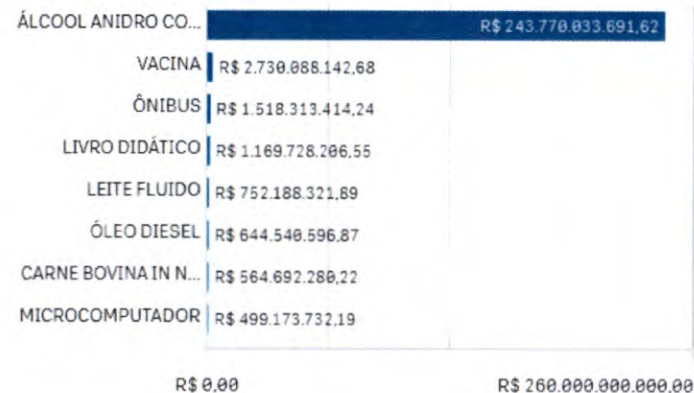 ÁLCOOL ANIDRO CO... R$ 243.770.033.691,62
VACINA R$ 2.730.088.142,68
ÔNIBUS R$ 1.518.313.414,24
LIVRO DIDÁTICO R$ 1.169.728.206,55
LEITE FLUIDO R$ 752.188.321,89
ÓLEO DIESEL R$ 644.540.596,87
CARNE BOVINA IN N... R$ 564.692.280,22
MICROCOMPUTADOR R$ 499.173.732,19
R$ 0,00 R$ 260.000.000.000,00